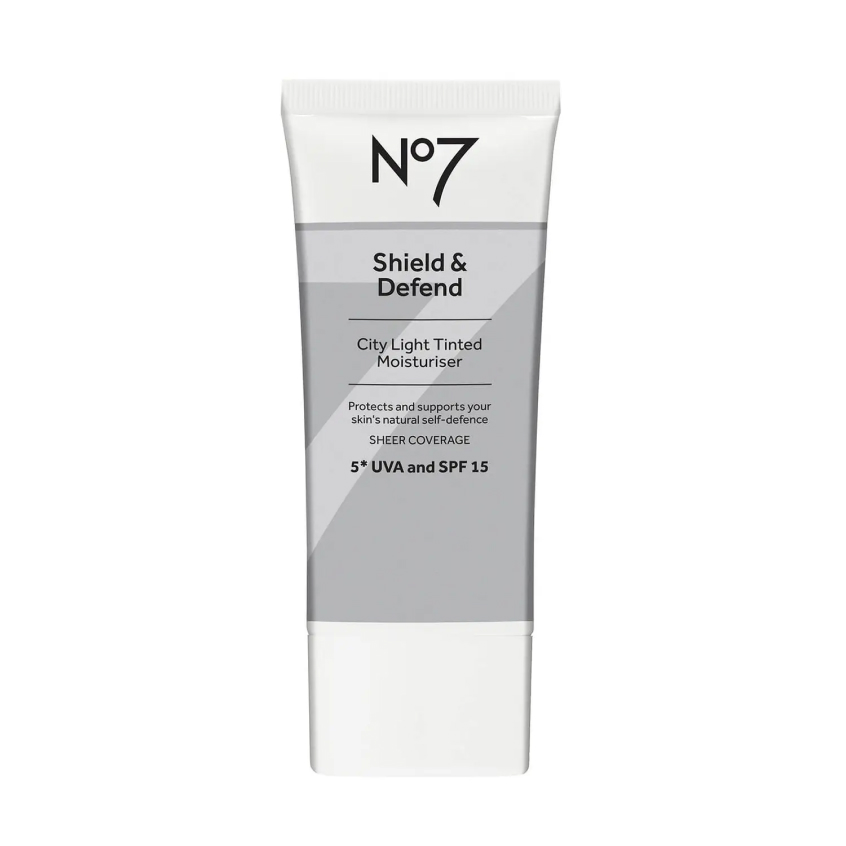 Nº7
Shield &
Defend
City Light Tinted
Moisturiser
Protects and supports your
skin's natural self-defence
SHEER COVERAGE
5* UVA and SPF 15